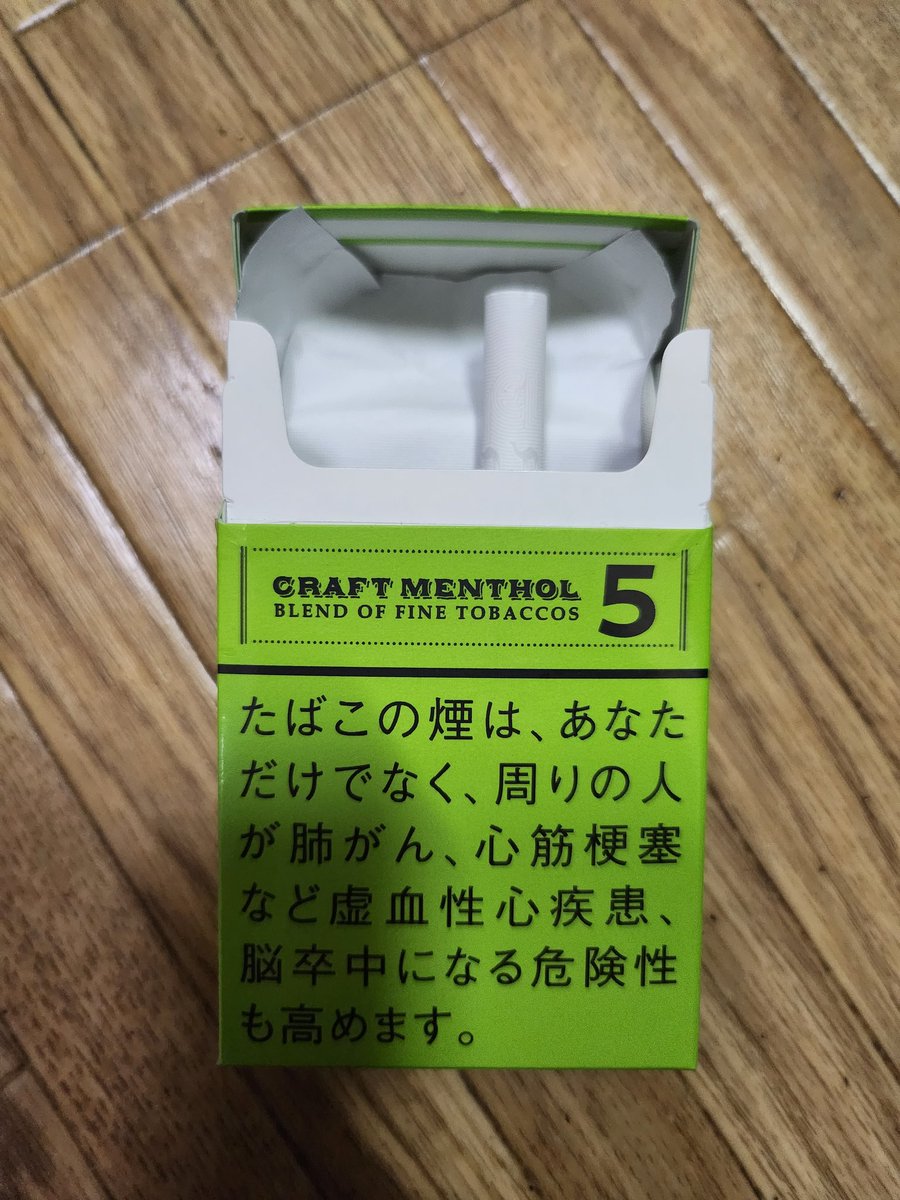 CRAFT MENTHOL
BLEND OF FINE TOBACCOS
5
たばこの煙は、あなた
だけでなく、周りの人
が肺がん、心筋梗塞
など虚血性心疾患、
脳卒中になる危険性
も高めます。